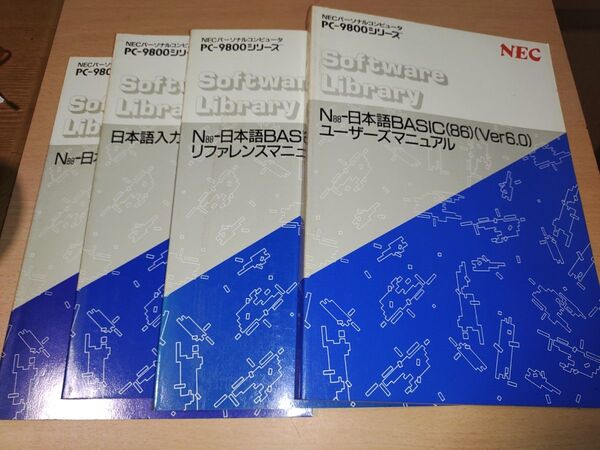 PC-9800
So
Lib
N88-日本
NECパーソナルコンピュ
PC-9800シリー
Softw
Library
日本語入力
NECパーソナルコンピュータ
PC-9800シリーズ
Software
Library
N88-日本語BASI
リファレンスマニュ
NECパーソナルコンピュータ
PC-9800シリーズ
NEC
Software
Library
N88-日本語BASIC(86)(Ver6.0)
ユーザーズマニュアル